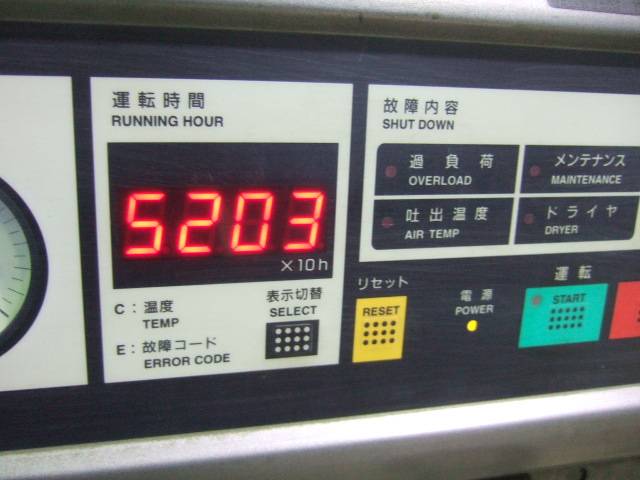 運転時間
RUNNING HOUR
5203
×10h
C：温度
TEMP
E：故障コード
ERROR CODE
表示切替
SELECT
故障内容
SHUT DOWN
過負荷
OVERLOAD
メンテナンス
MAINTENANCE
吐出温度
AIR TEMP
ドライヤ
DRYER
リセット
RESET
電源
POWER
運転
START